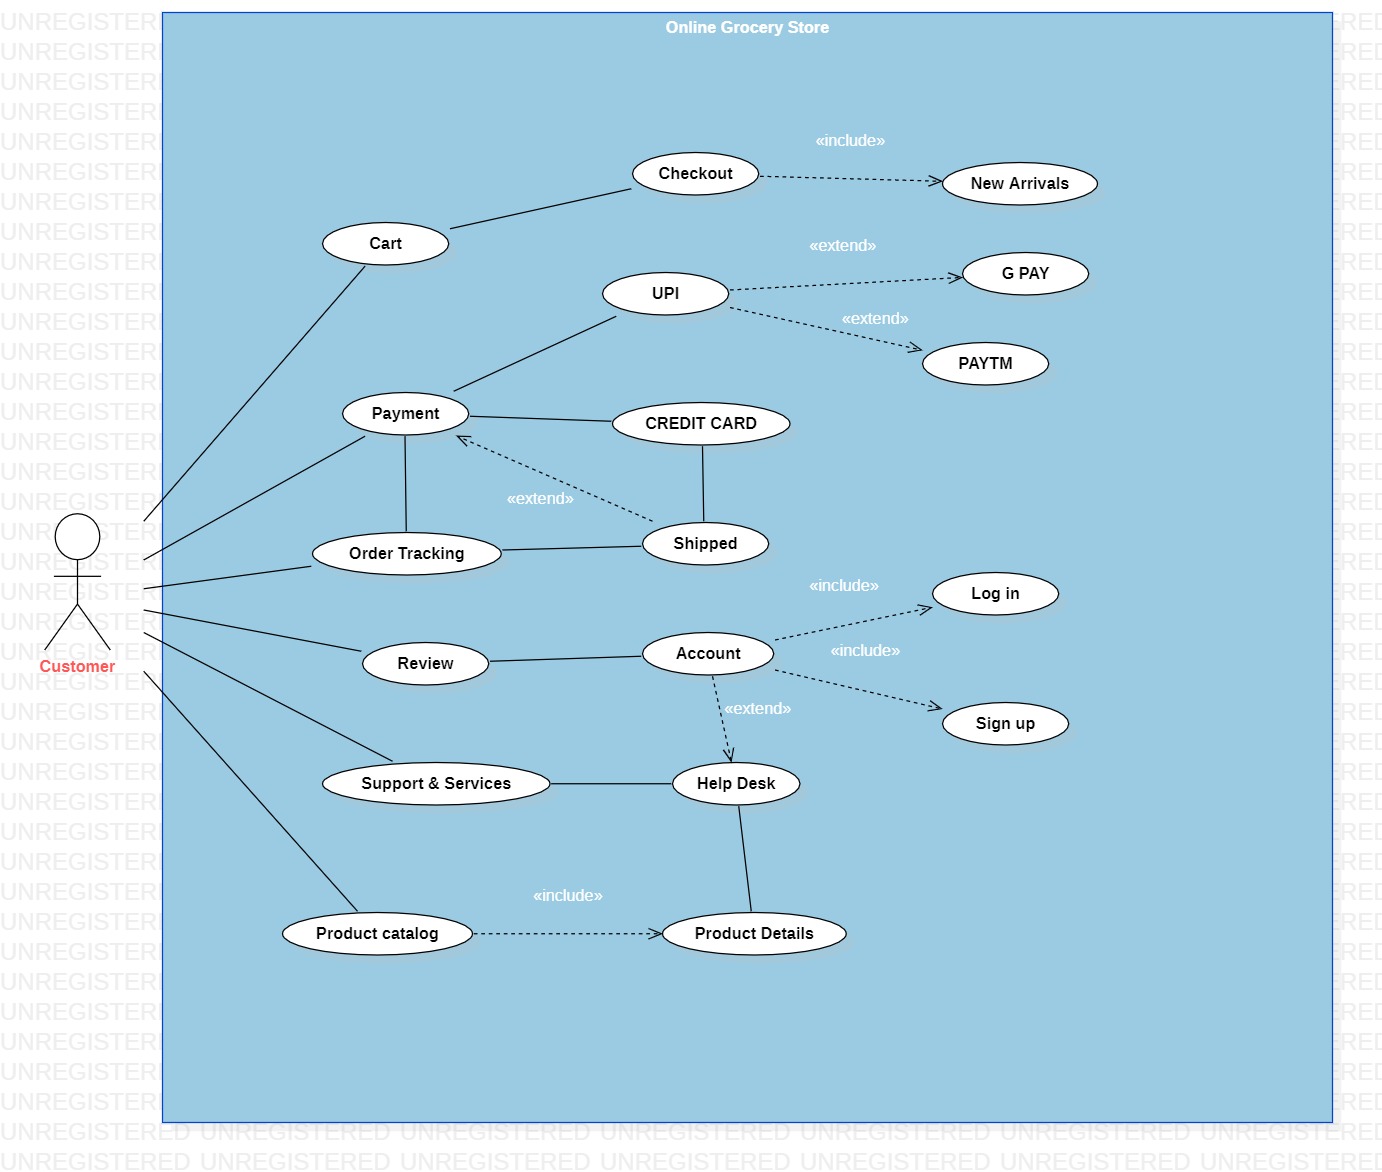 Online Grocery Store
«include»
Checkout
New Arrivals
Cart
«extend»
G PAY
UPI
«extend»
PAYTM
Payment
CREDIT CARD
«extend»
Order Tracking
Shipped
«include»
Log in
Customer
Review
Account
«include»
«extend»
Sign up
Support & Services
Help Desk
«include»
Product catalog
Product Details
UNREGISTERED UNREGISTERED UNREGISTERED UNREGISTERED UNREGISTERED UNREGISTERED UNREGISTERED
UNREGISTERED UNREGISTERED UNREGISTERED UNREGISTERED UNREGISTERED UNREGISTERED UNREGISTERED